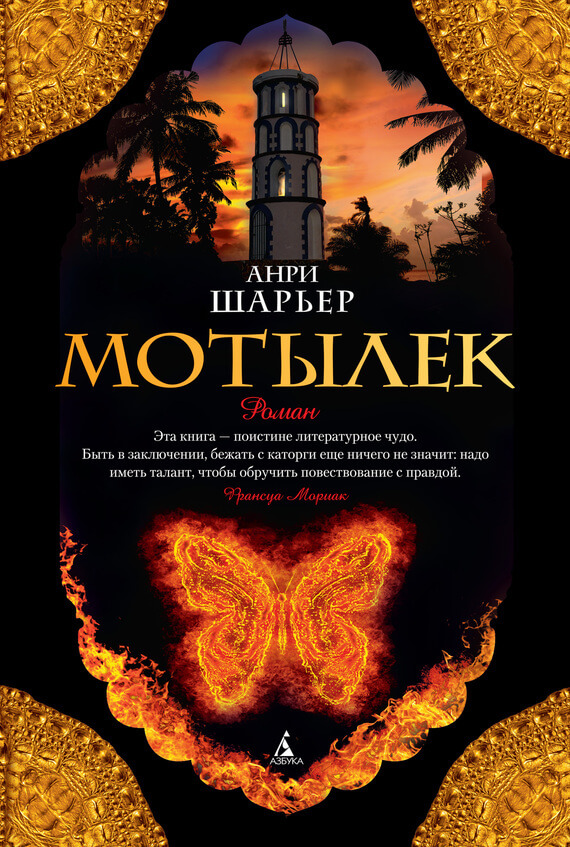 АНРИ
ШАРЬЕР
МОТЫЛЕК
Роман
Эта книга — поистине литературное чудо.
Быть в заключении, бежать с каторги еще ничего не значит: надо
иметь талант, чтобы обручить повествование с правдой.
Франсуа Мориак
АЗБУКА